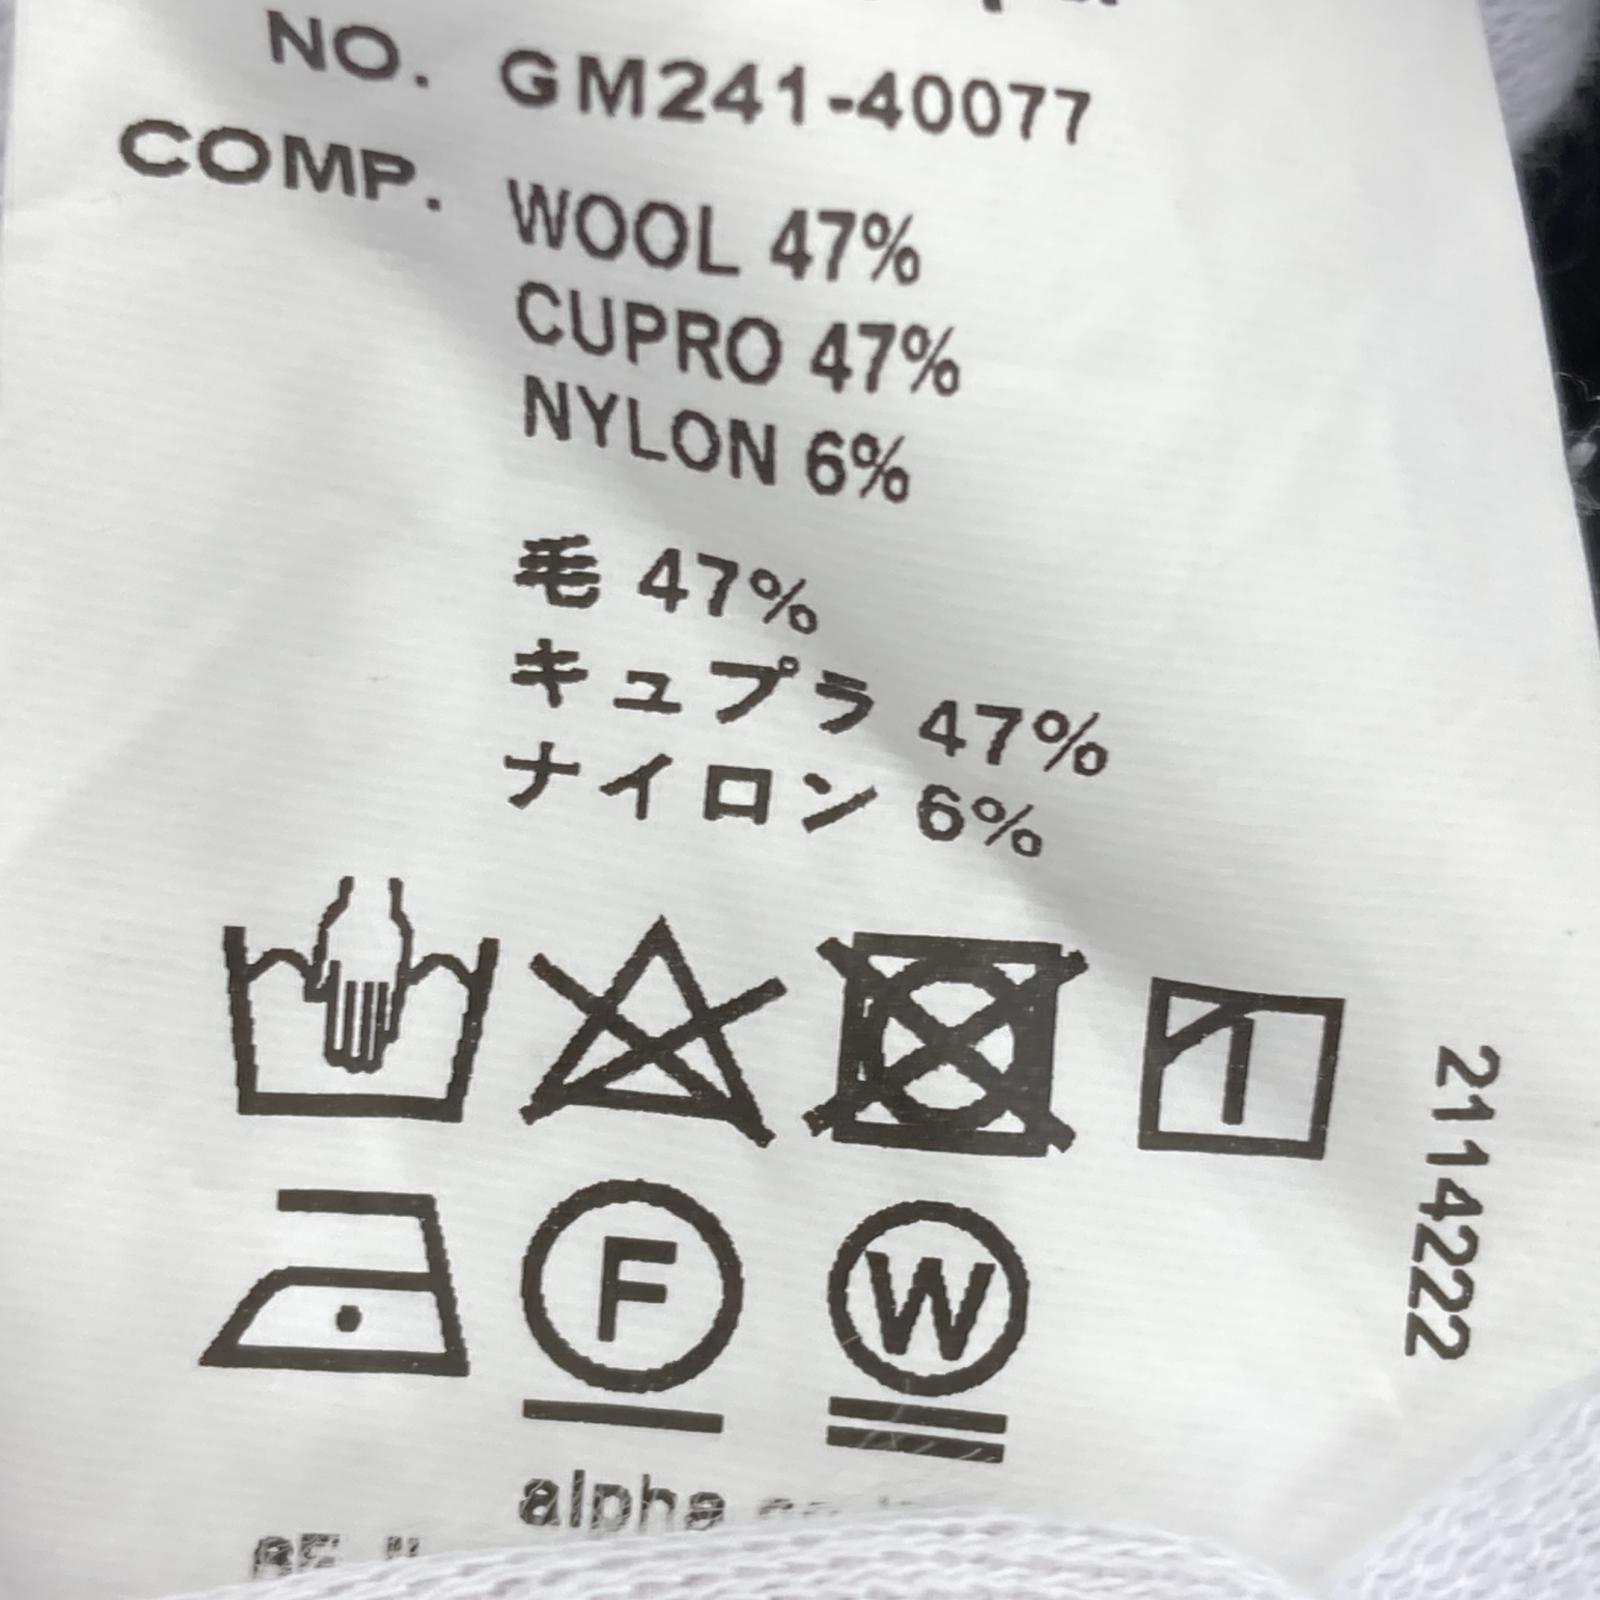 NO. GM241-40077
COMP. WOOL 47%
CUPRO 47%
NYLON 6%
毛 47%
キュプラ 47%
ナイロン 6%
F
W
2114222
alpha